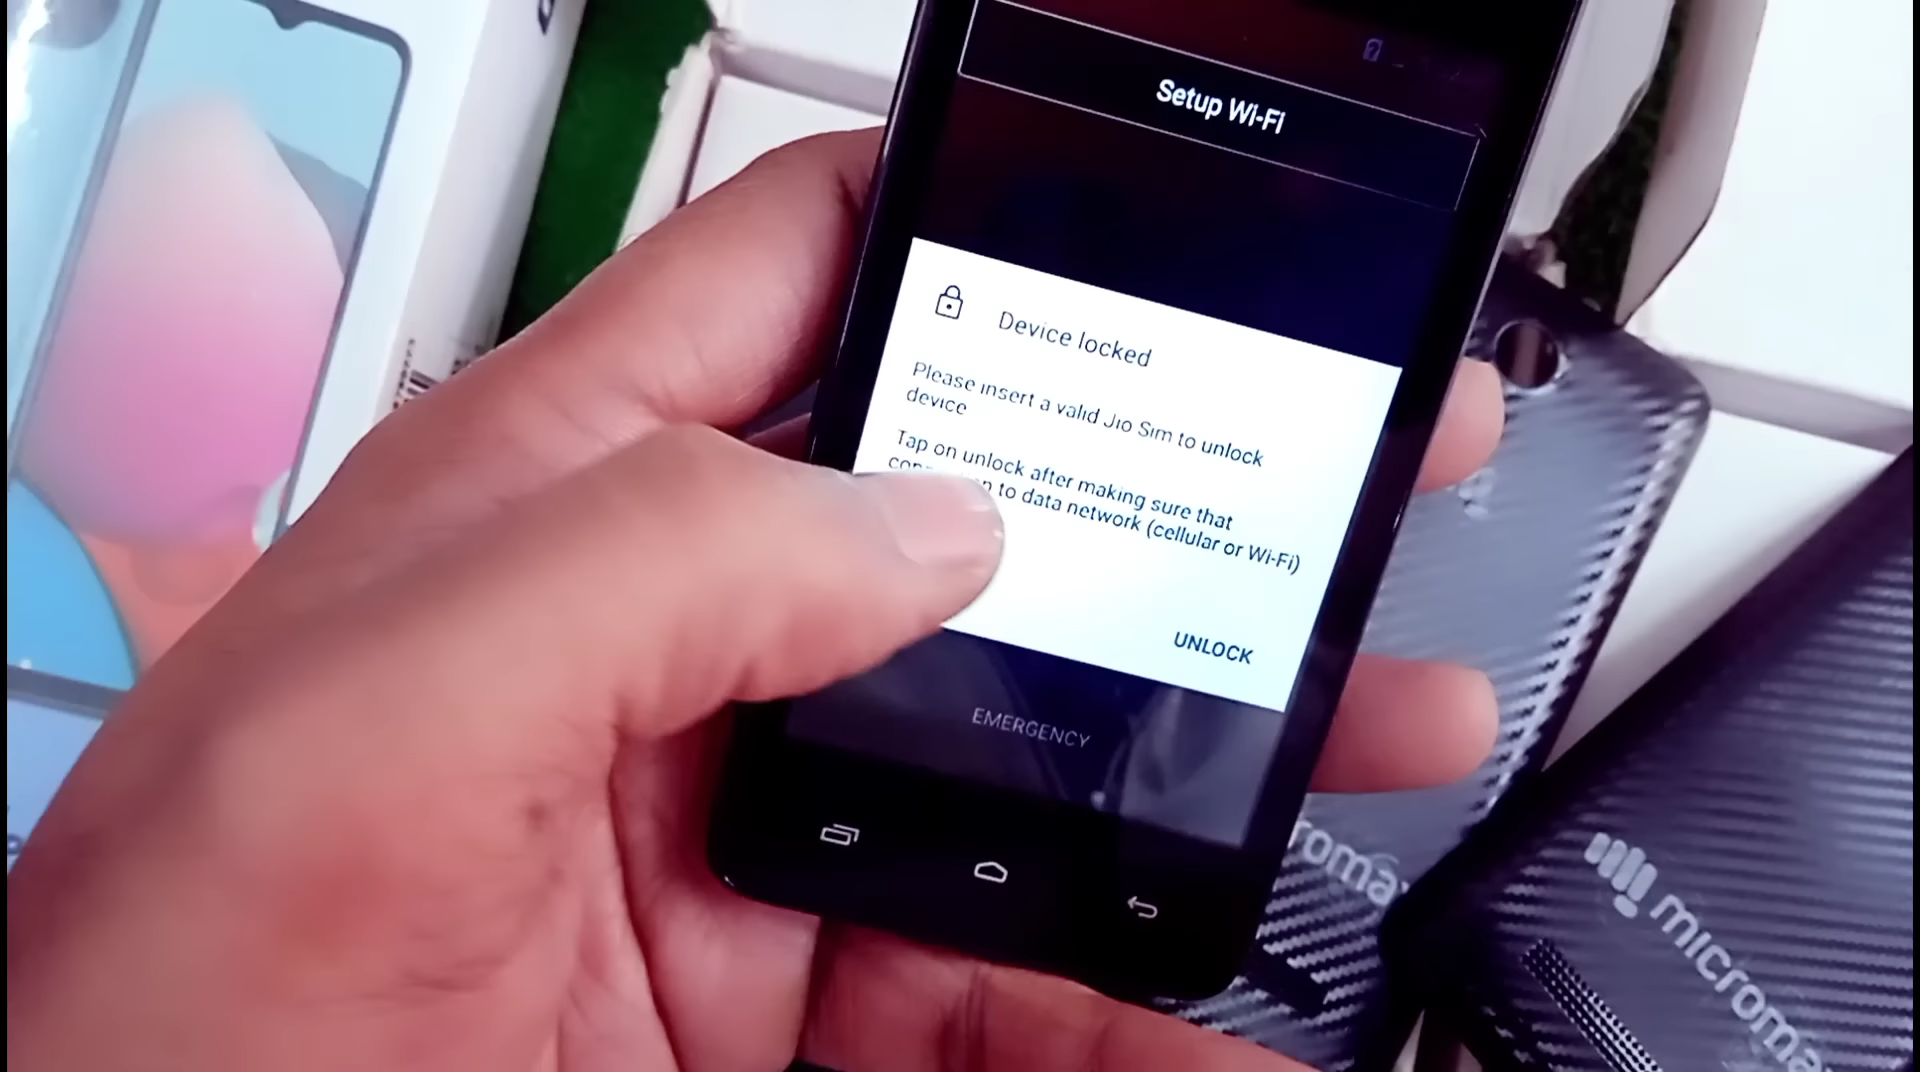 Setup Wi-Fi
Device locked
Please insert a valid Jio Sim to unlock
device
Tap on unlock after making sure that
to data network (cellular or Wi-Fi)
UNLOCK
EMERGENCY
micromax